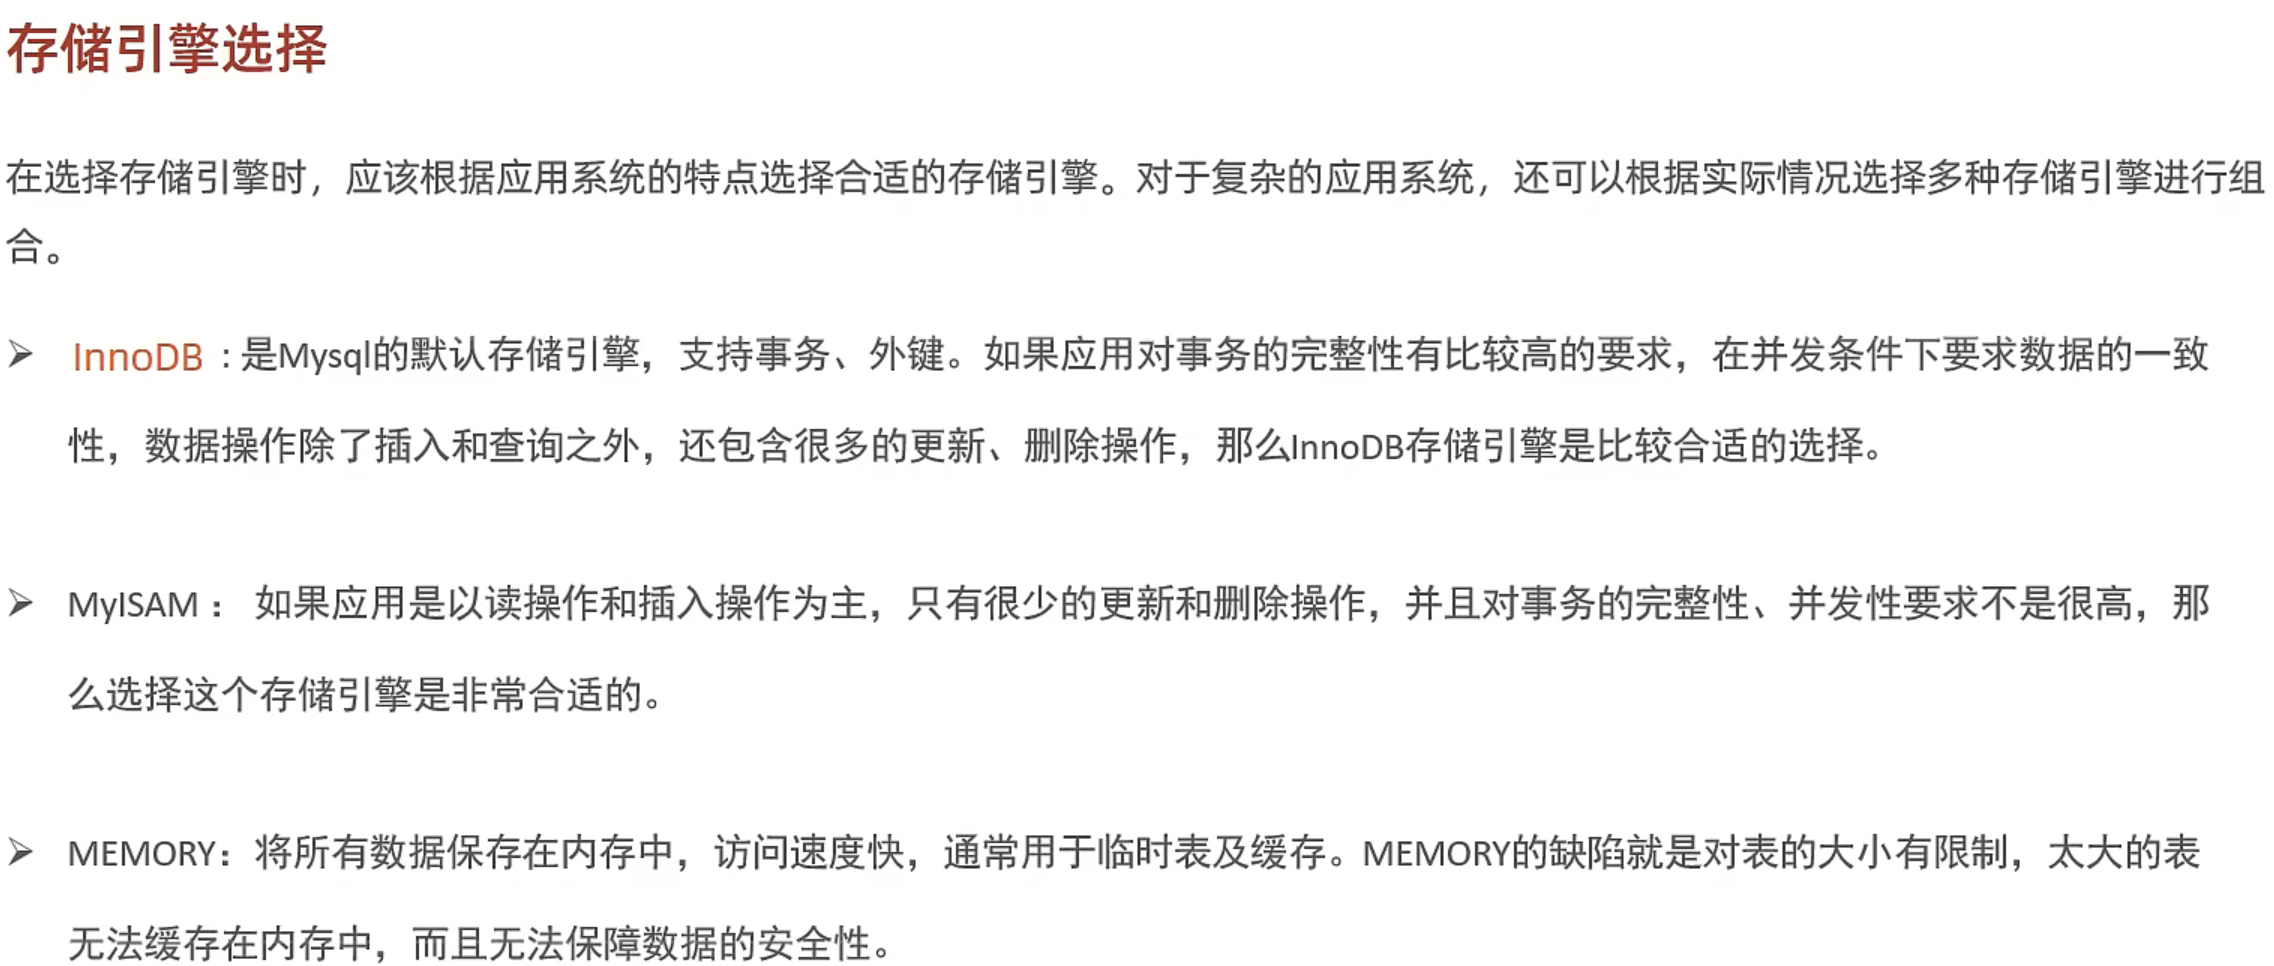 存储引擎选择
在选择存储引擎时，应该根据应用系统的特点选择合适的存储引擎。对于复杂的应用系统，还可以根据实际情况选择多种存储引擎进行组
合。
➢ InnoDB : 是Mysql的默认存储引擎，支持事务、外键。如果应用对事务的完整性有比较高的要求，在并发条件下要求数据的一致
性，数据操作除了插入和查询之外，还包含很多的更新、删除操作，那么InnoDB存储引擎是比较合适的选择。
➢ MyISAM ： 如果应用是以读操作和插入操作为主，只有很少的更新和删除操作，并且对事务的完整性、并发性要求不是很高，那
么选择这个存储引擎是非常合适的。
➢ MEMORY：将所有数据保存在内存中，访问速度快，通常用于临时表及缓存。MEMORY的缺陷就是对表的大小有限制，太大的表
无法缓存在内存中，而且无法保障数据的安全性。